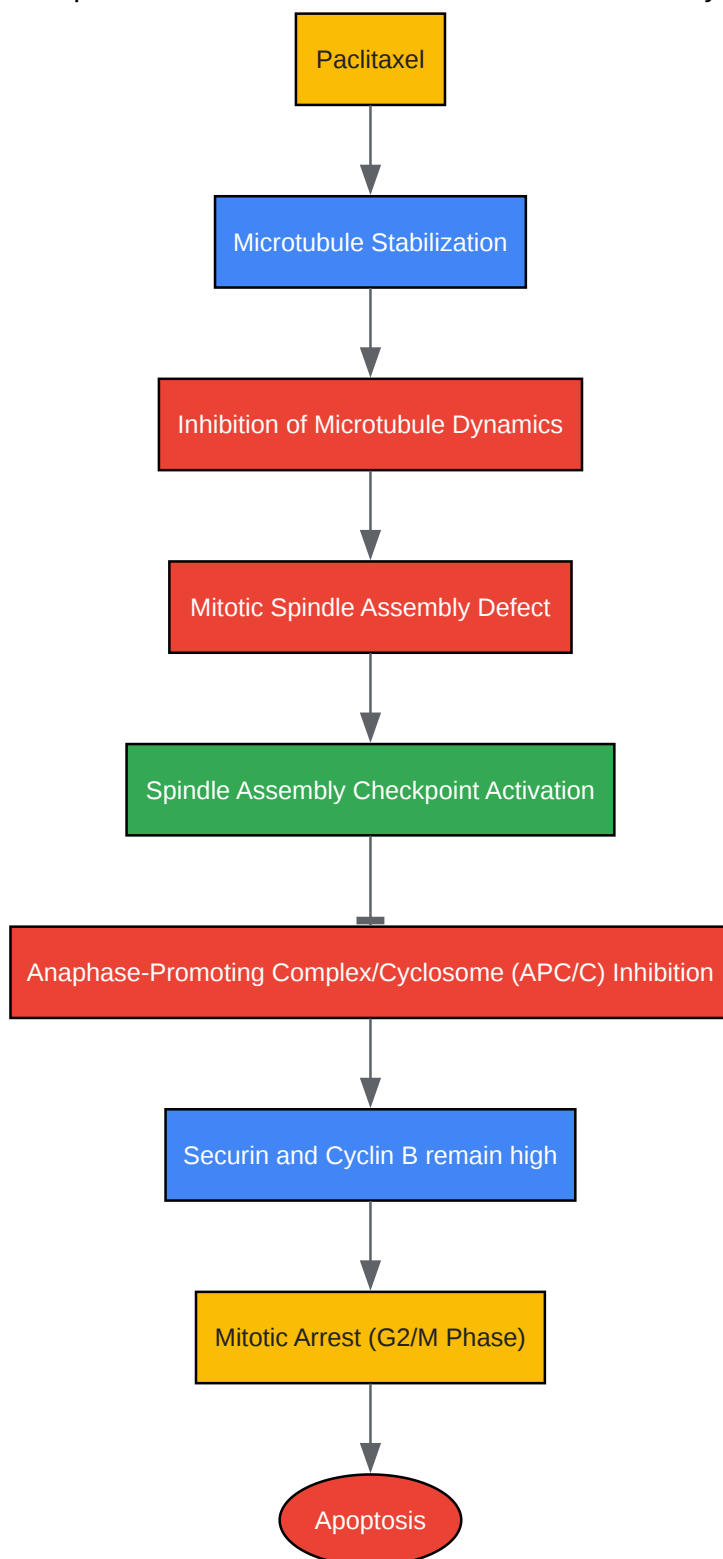 Paclitaxel
Microtubule Stabilization
Inhibition of Microtubule Dynamics
Mitotic Spindle Assembly Defect
Spindle Assembly Checkpoint Activation
Anaphase-Promoting Complex/Cyclosome (APC/C) Inhibition
Securin and Cyclin B remain high
Mitotic Arrest (G2/M Phase)
Apoptosis